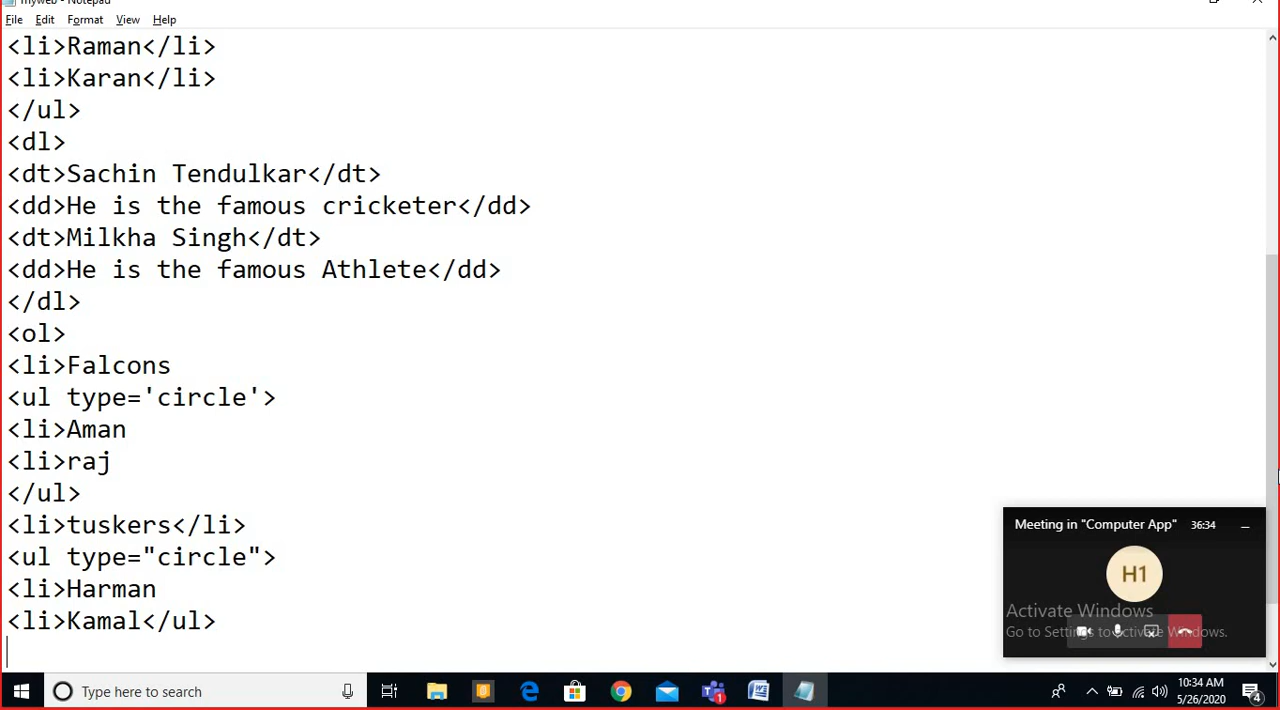 myweb - Notepad
File Edit Format View Help
<li>Raman</li>
<li>Karan</li>
</ul>
<dl>
<dt>Sachin Tendulkar</dt>
<dd>He is the famous cricketer</dd>
<dt>Milkha Singh</dt>
<dd>He is the famous Athlete</dd>
</dl>
<ol>
<li>Falcons
<ul type='circle'>
<li>Aman
<li>raj
</ul>
<li>tuskers</li>
<ul type="circle">
<li>Harman
<li>Kamal</ul>
Meeting in "Computer App" 36:34
H1
Activate Windows
Go to Settings to activate Windows.
Type here to search
1
10:34 AM
5/26/2020
4